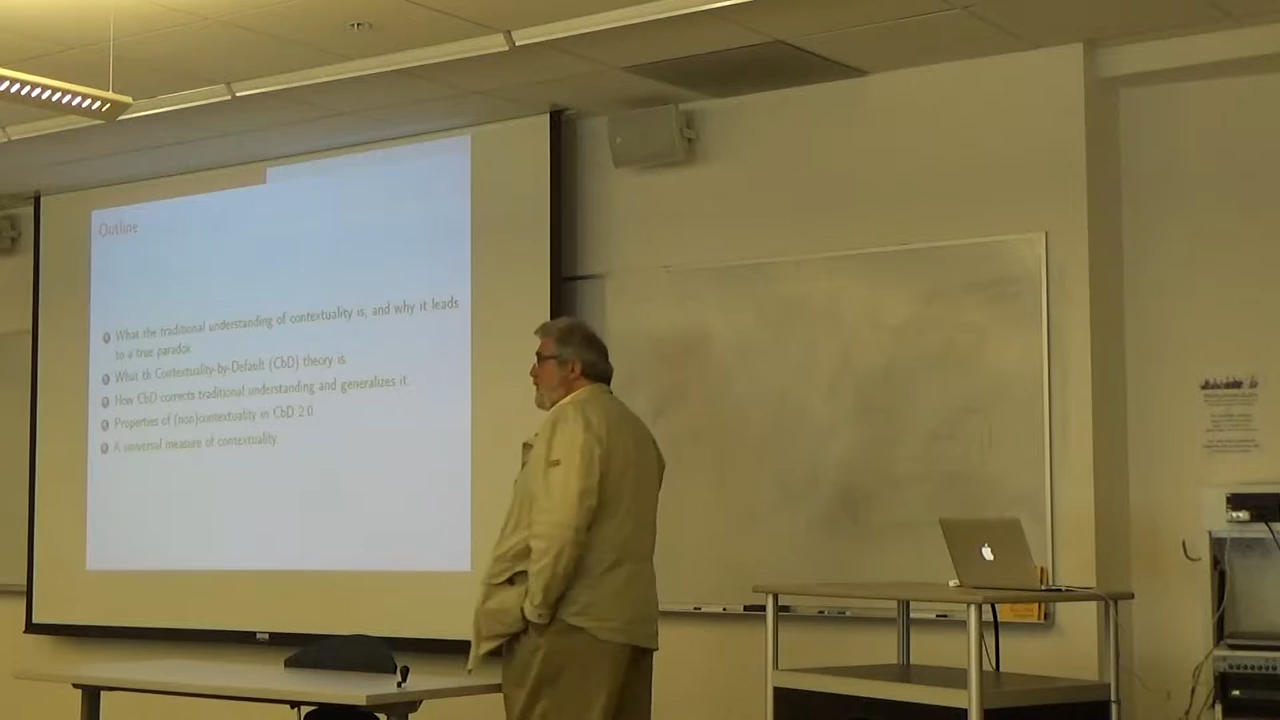 Outline
What the traditional understanding of contextuality is, and why it leads
to a true paradox
What th Contextuality-by-Default (CbD) theory is
How CbD corrects traditional understanding and generalizes it.
Properties of (non)contextuality in CbD 2.0
A universal measure of contextuality